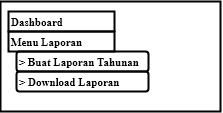 Dashboard
Menu Laporan
> Buat Laporan Tahunan
> Download Laporan